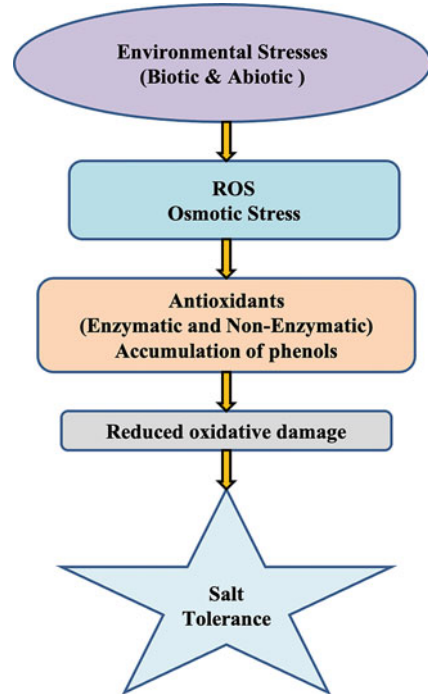 Environmental Stresses
(Biotic & Abiotic )
ROS
Osmotic Stress
Antioxidants
(Enzymatic and Non-Enzymatic)
Accumulation of phenols
Reduced oxidative damage
Salt
Tolerance